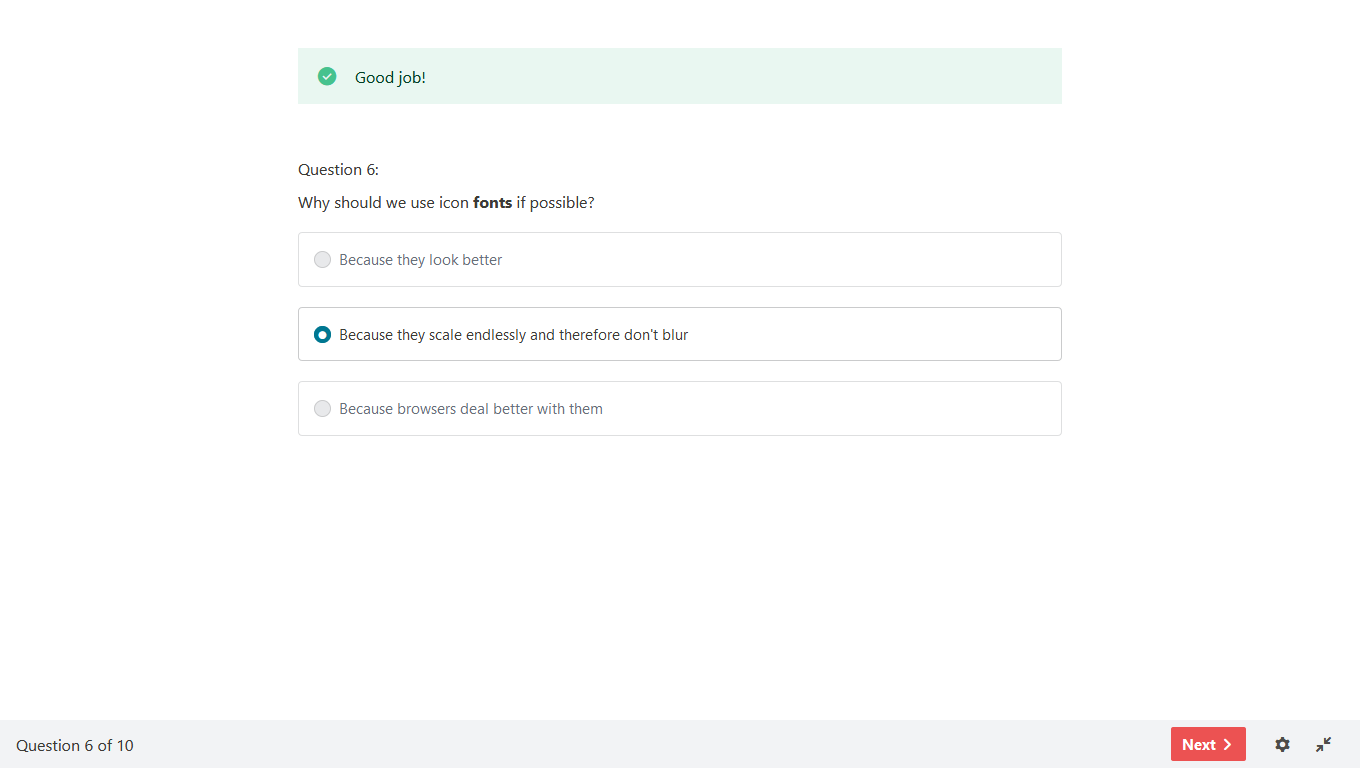 Good job!
Question 6:
Why should we use icon fonts if possible?
Because they look better
Because they scale endlessly and therefore don't blur
Because browsers deal better with them
Question 6 of 10
Next